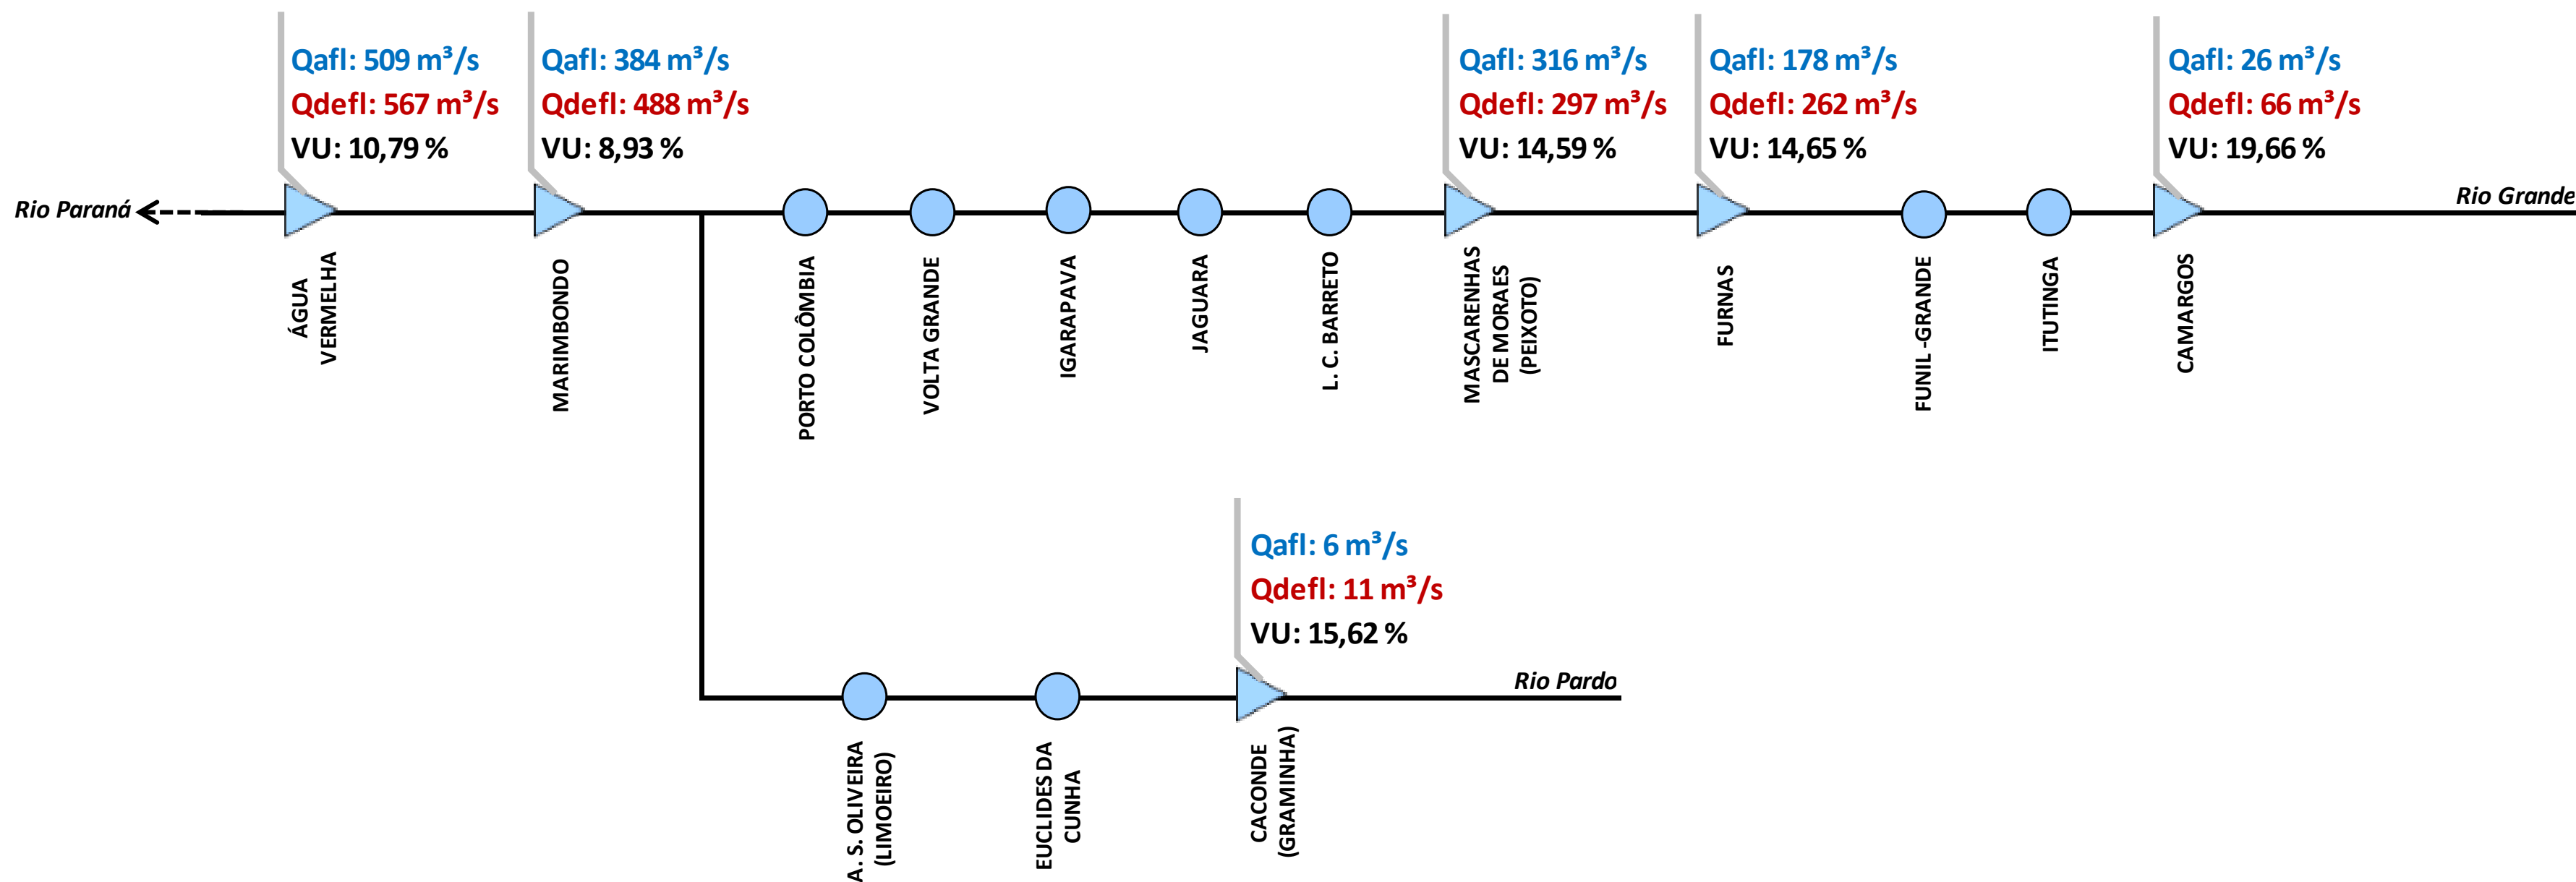 Qafl: 509 m³/s
Qdefl: 567 m³/s
VU: 10,79 %
Qafl: 384 m³/s
Qdefl: 488 m³/s
VU: 8,93 %
Qafl: 316 m³/s
Qdefl: 297 m³/s
VU: 14,59 %
Qafl: 178 m³/s
Qdefl: 262 m³/s
VU: 14,65 %
Qafl: 26 m³/s
Qdefl: 66 m³/s
VU: 19,66 %
Rio Paraná
Rio Grande
ÁGUA
VERMELHA
MARIMBONDO
PORTO COLÔMBIA
VOLTA GRANDE
IGARAPAVA
JAGUARA
L. C. BARRETO
MASCARENHAS
DE MORAES
(PEIXOTO)
FURNAS
FUNIL -GRANDE
ITUTINGA
CAMARGOS
Qafl: 6 m³/s
Qdefl: 11 m³/s
VU: 15,62 %
Rio Pardo
A. S. OLIVEIRA
(LIMOEIRO)
EUCLIDES DA
CUNHA
CACONDE
(GRAMINHA)